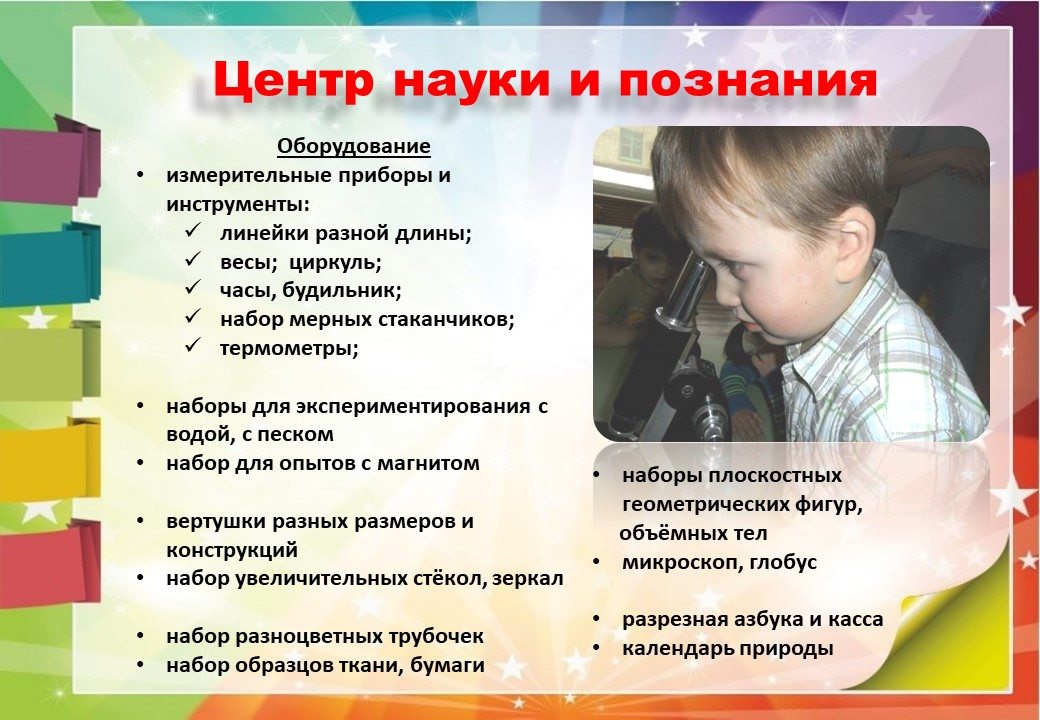 Центр науки и познания
Оборудование
• измерительные приборы и
инструменты:
✓ линейки разной длины;
✓ весы; циркуль;
✓ часы, будильник;
✓ набор мерных стаканчиков;
✓ термометры;
• наборы для экспериментирования с
водой, с песком
• набор для опытов с магнитом
• вертушки разных размеров и
конструкций
• набор увеличительных стёкол, зеркал
• набор разноцветных трубочек
• набор образцов ткани, бумаги
• наборы плоскостных
геометрических фигур,
объёмных тел
• микроскоп, глобус
• разрезная азбука и касса
• календарь природы